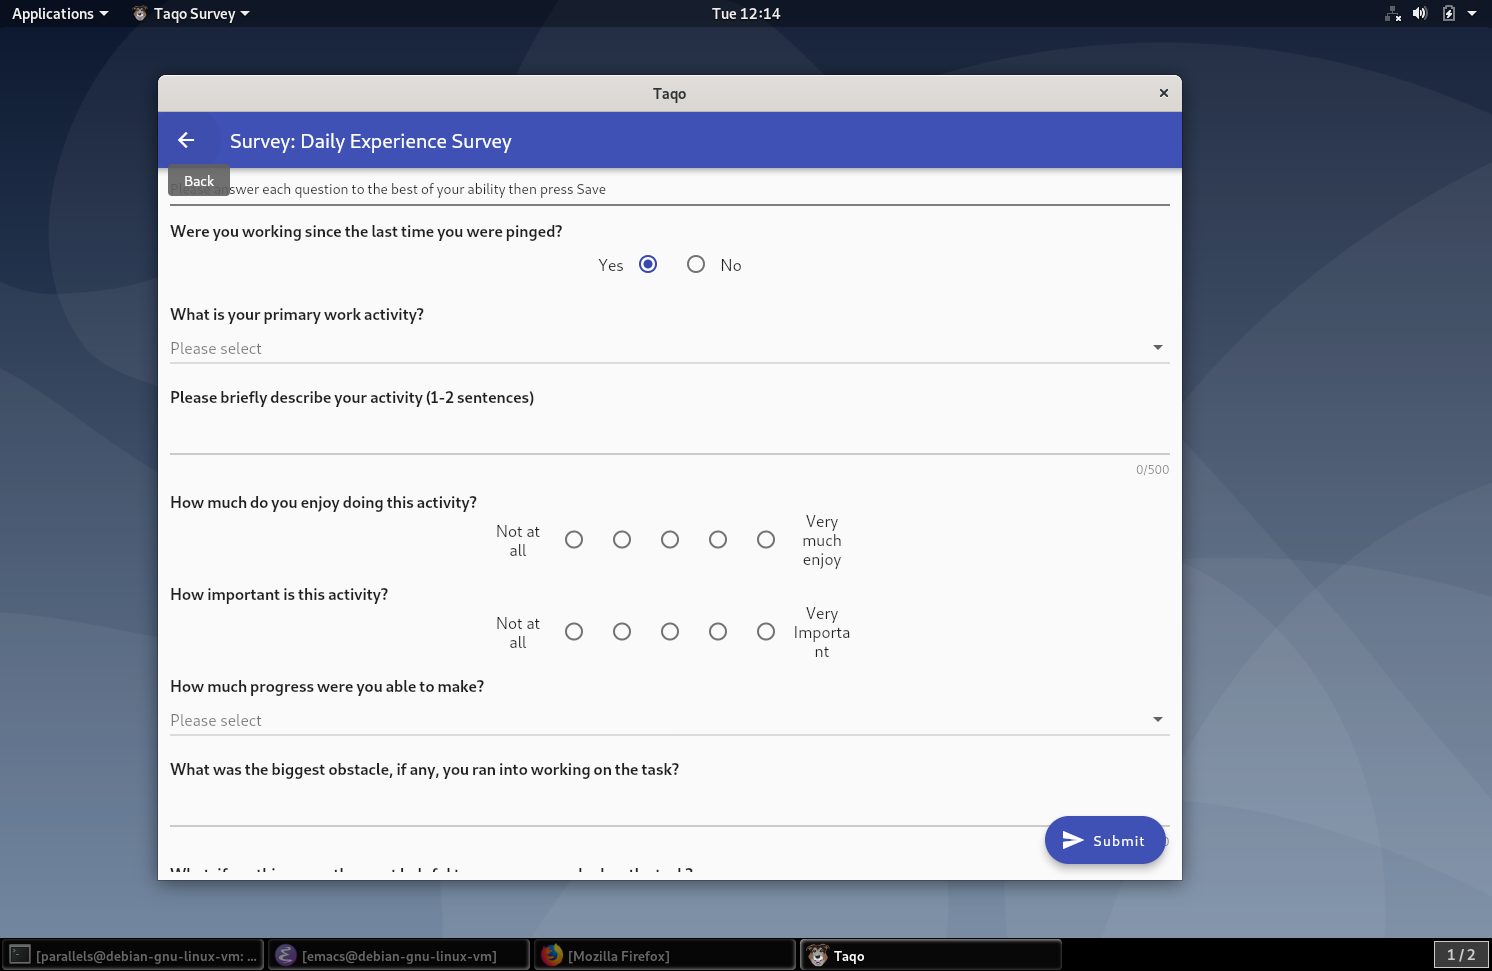 Applications Taqo Survey Tue 12:14
Taqo ×
Survey: Daily Experience Survey
Back
Please answer each question to the best of your ability then press Save
Were you working since the last time you were pinged?
Yes No
What is your primary work activity?
Please select
Please briefly describe your activity (1-2 sentences)
0/500
How much do you enjoy doing this activity?
Not at
all
Very
much
enjoy
How important is this activity?
Not at
all
Very
Importa
nt
How much progress were you able to make?
Please select
What was the biggest obstacle, if any, you ran into working on the task?
Submit
[parallels@debian-gnu-linux-vm: ... [emacs@debian-gnu-linux-vm] [Mozilla Firefox] Taqo 1 / 2